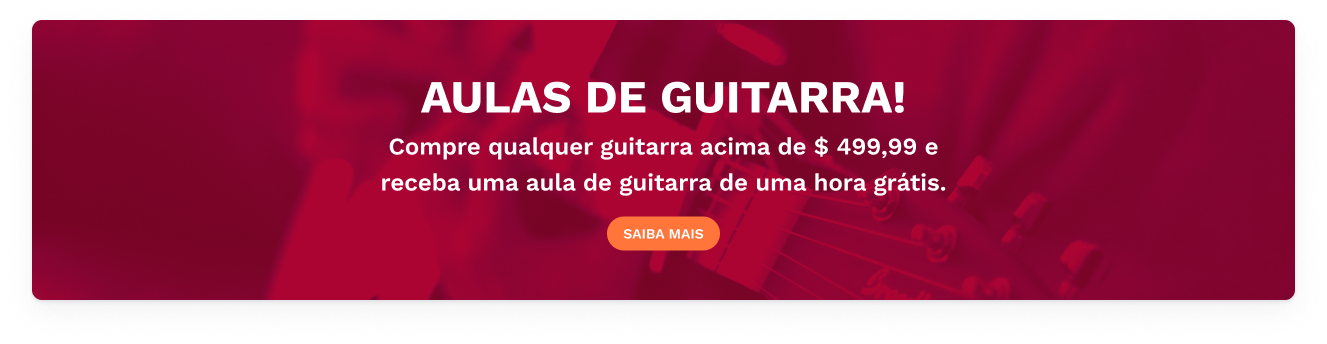 AULAS DE GUITARRA!
Compre qualquer guitarra acima de $ 499,99 e
receba uma aula de guitarra de uma hora grátis.
SAIBA MAIS